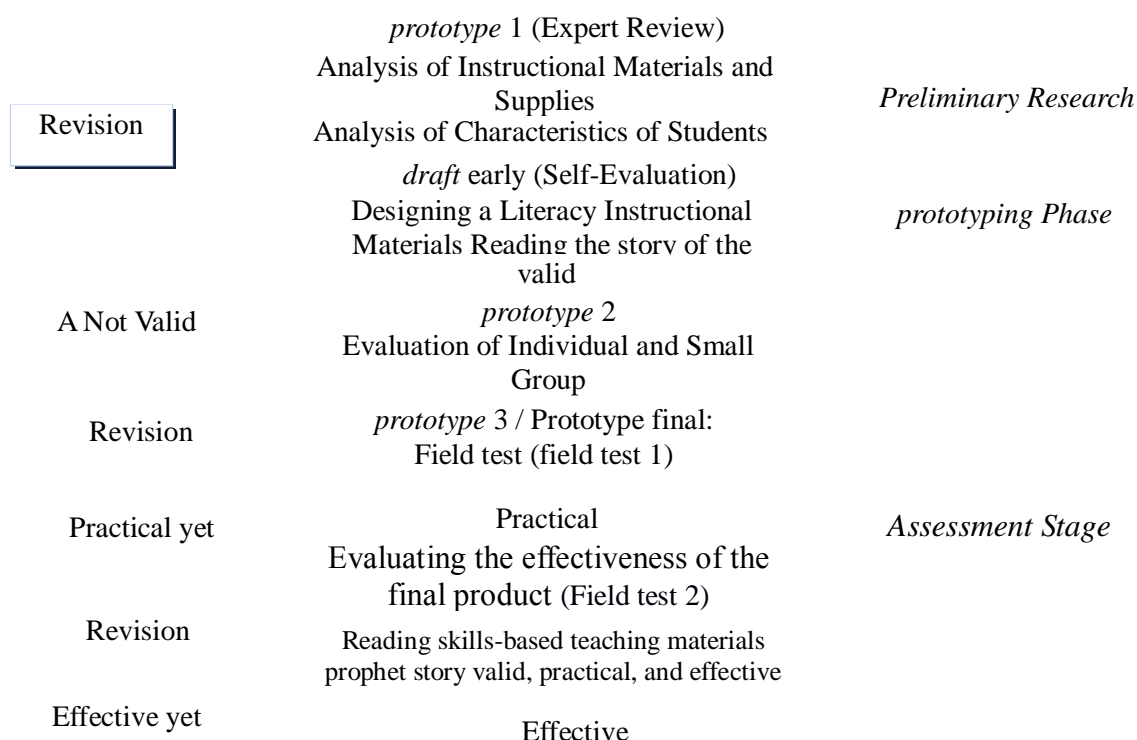 prototype 1 (Expert Review)
Analysis of Instructional Materials and
Supplies
Analysis of Characteristics of Students
Preliminary Research
Revision
draft early (Self-Evaluation)
Designing a Literacy Instructional
Materials Reading the story of the
valid
prototyping Phase
A Not Valid
prototype 2
Evaluation of Individual and Small
Group
Revision
prototype 3 / Prototype final:
Field test (field test 1)
Practical yet
Practical
Evaluating the effectiveness of the
final product (Field test 2)
Assessment Stage
Revision
Reading skills-based teaching materials
prophet story valid, practical, and effective
Effective yet
Effective